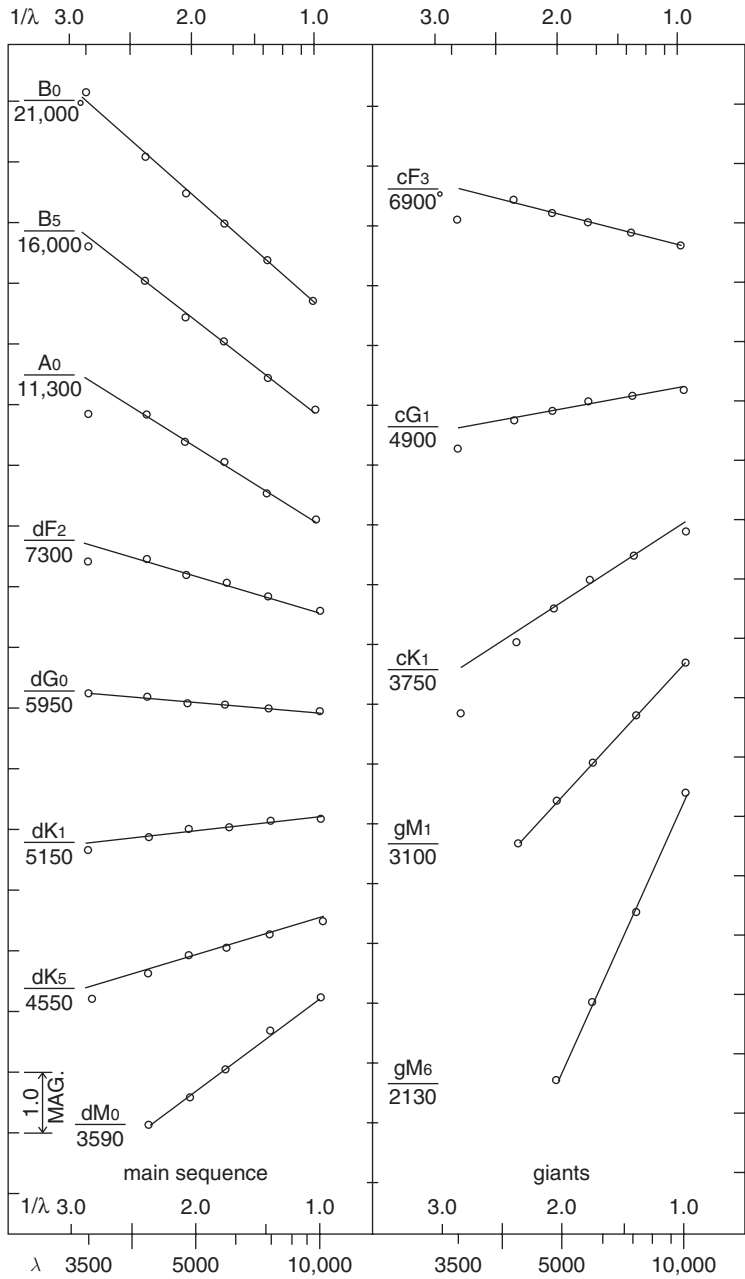 1/λ 3.0 2.0 1.0 3.0 2.0 1.0
B0
21,000°
B5
16,000
A0
11,300
dF2
7300
dG0
5950
dK1
5150
dK5
4550
1.0
MAG.
dM0
3590
main sequence
cF3
6900°
cG1
4900
cK1
3750
gM1
3100
gM6
2130
giants
1/λ 3.0 2.0 1.0 3.0 2.0 1.0
λ 3500 5000 10,000 3500 5000 10,000